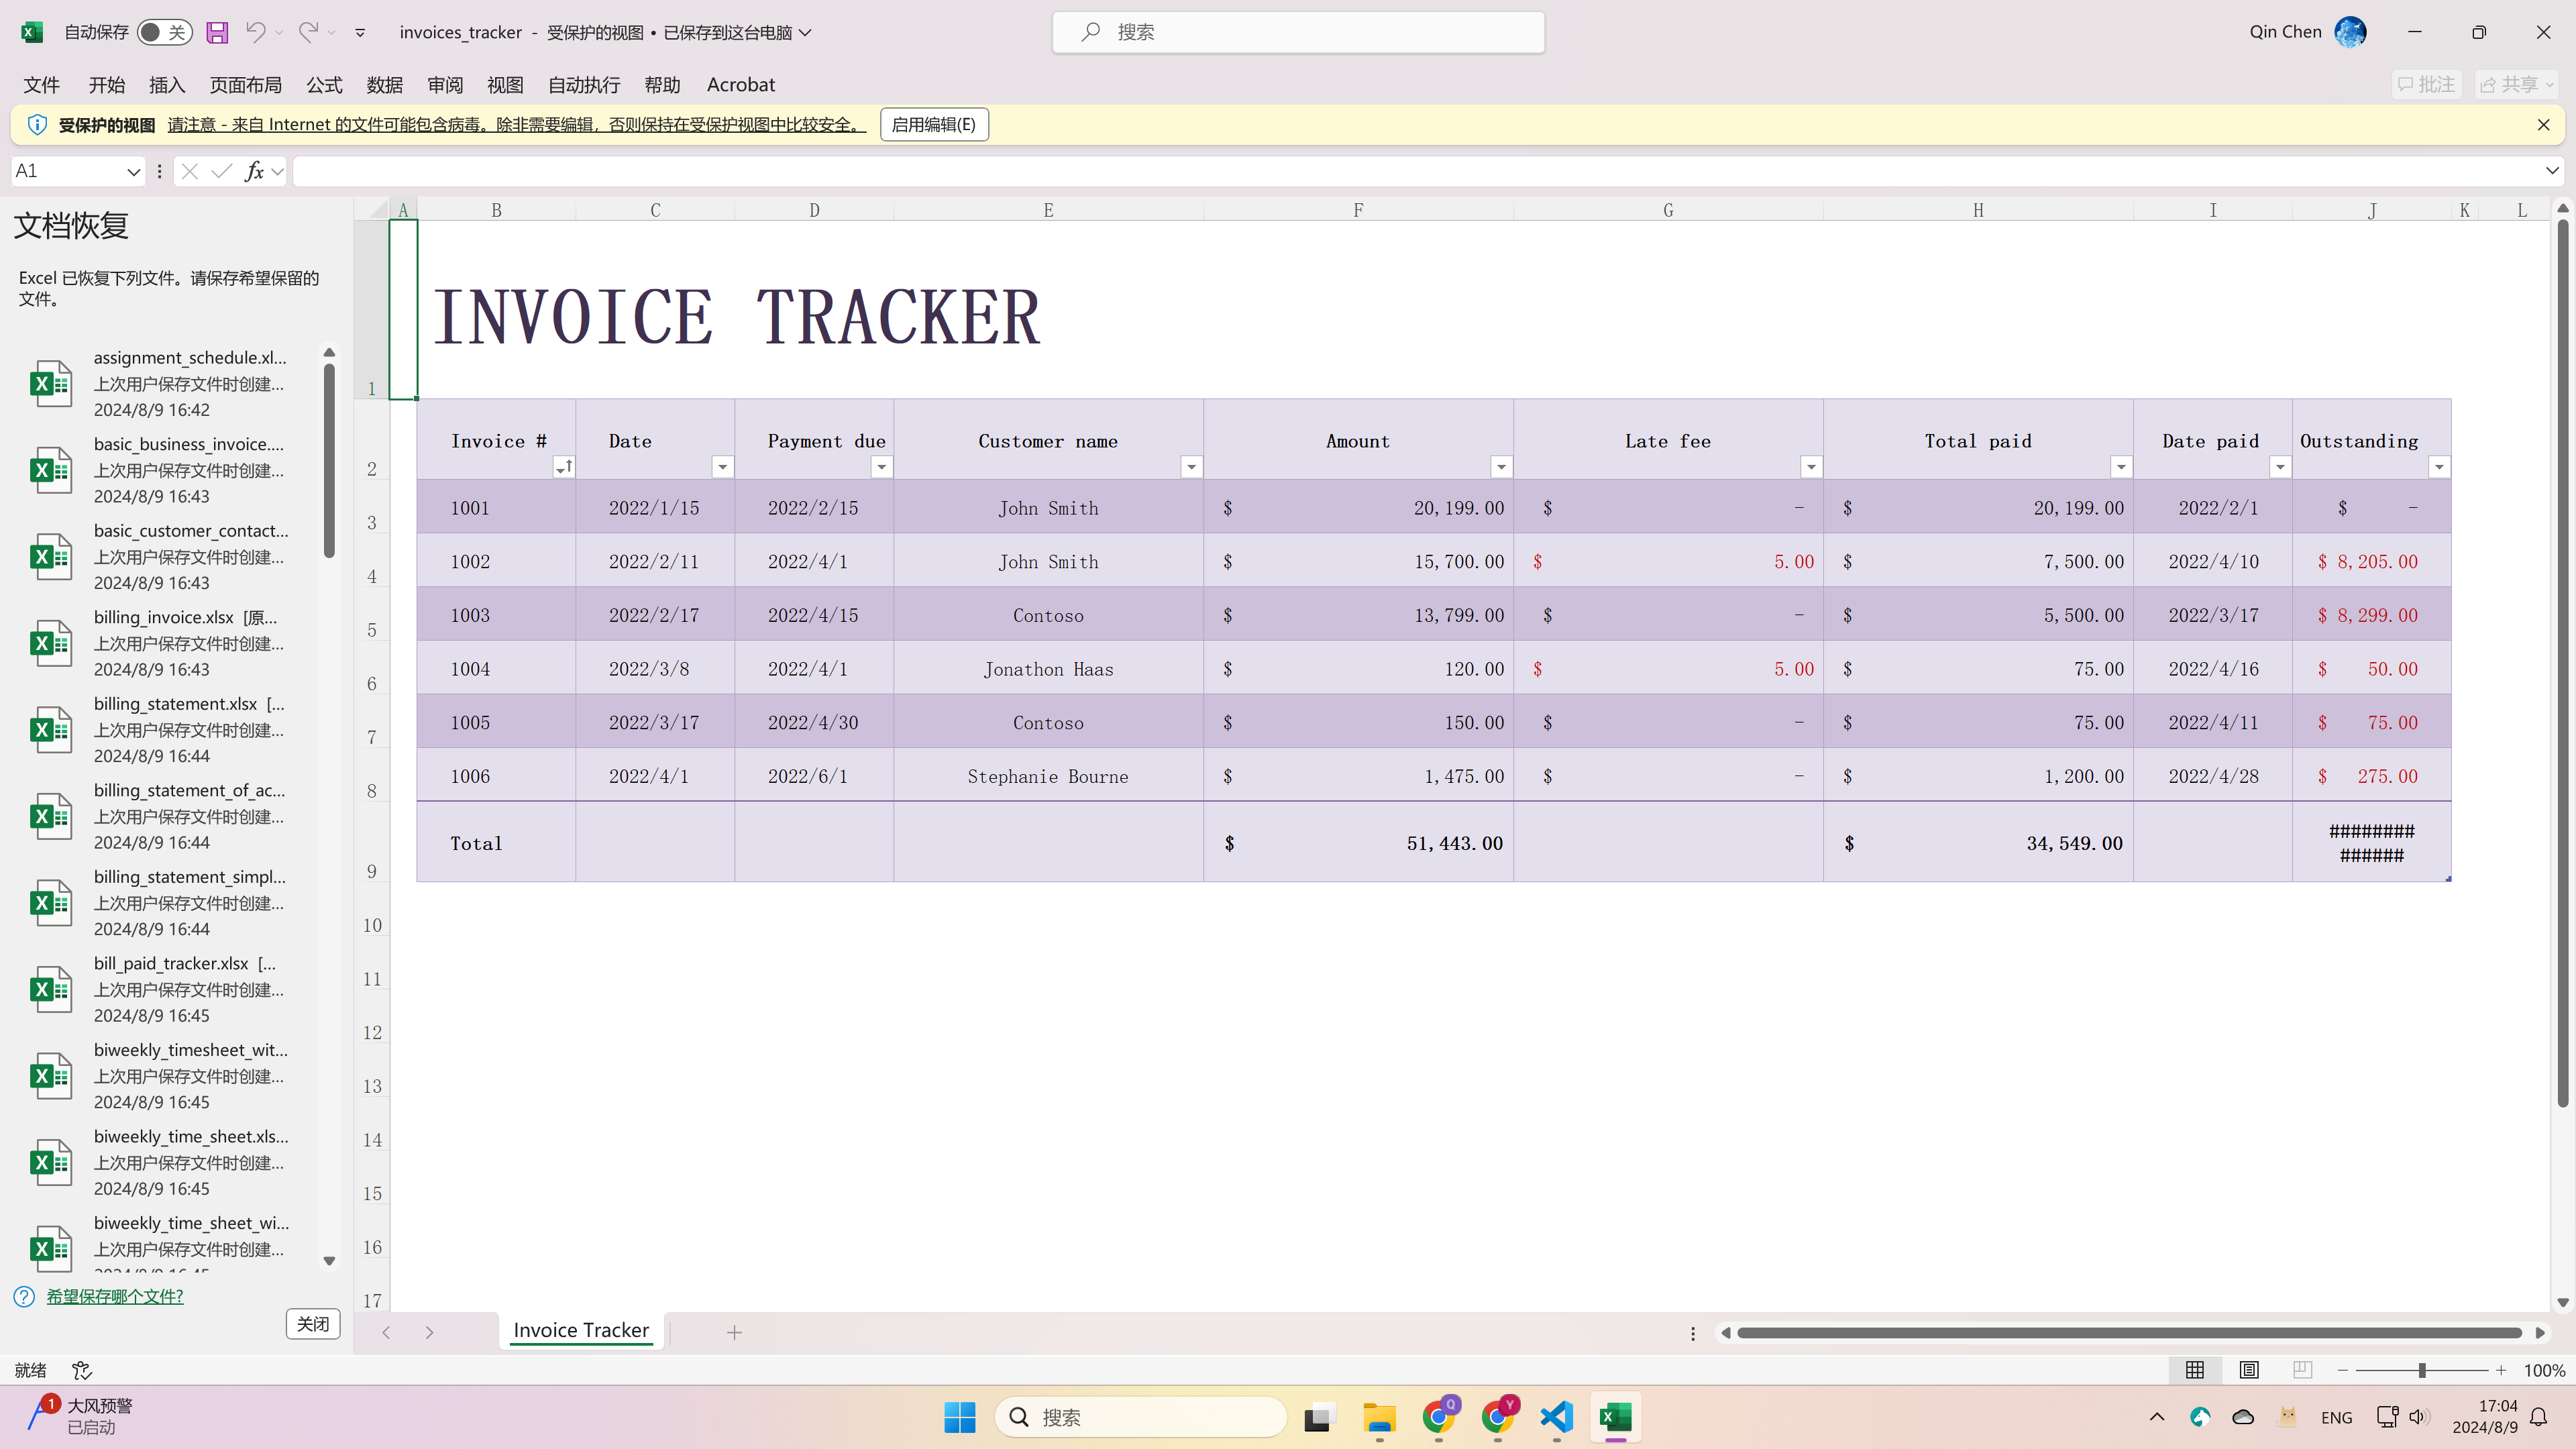 自动保存 关 invoices_tracker - 受保护的视图 • 已保存到这台电脑 搜索 Qin Chen
文件 开始 插入 页面布局 公式 数据 审阅 视图 自动执行 帮助 Acrobat 批注 共享
受保护的视图 请注意 - 来自 Internet 的文件可能包含病毒。除非需要编辑，否则保持在受保护视图中比较安全。 启用编辑(E)
A1 fx
文档恢复
Excel 已恢复下列文件。请保存希望保留的
文件。
assignment_schedule.xl...
上次用户保存文件时创建...
2024/8/9 16:42
basic_business_invoice....
上次用户保存文件时创建...
2024/8/9 16:43
basic_customer_contact...
上次用户保存文件时创建...
2024/8/9 16:43
billing_invoice.xlsx [原...
上次用户保存文件时创建...
2024/8/9 16:43
billing_statement.xlsx [...
上次用户保存文件时创建...
2024/8/9 16:44
billing_statement_of_ac...
上次用户保存文件时创建...
2024/8/9 16:44
billing_statement_simpl...
上次用户保存文件时创建...
2024/8/9 16:44
bill_paid_tracker.xlsx [...
上次用户保存文件时创建...
2024/8/9 16:45
biweekly_timesheet_wit...
上次用户保存文件时创建...
2024/8/9 16:45
biweekly_time_sheet.xls...
上次用户保存文件时创建...
2024/8/9 16:45
biweekly_time_sheet_wi...
上次用户保存文件时创建...
2024/8/9 16:45
希望保存哪个文件?
关闭
A B C D E F G H I J K L
1 INVOICE TRACKER
2 Invoice # Date Payment due Customer name Amount Late fee Total paid Date paid Outstanding
3 1001 2022/1/15 2022/2/15 John Smith $ 20,199.00 $ - $ 20,199.00 2022/2/1 $ -
4 1002 2022/2/11 2022/4/1 John Smith $ 15,700.00 $ 5.00 $ 7,500.00 2022/4/10 $ 8,205.00
5 1003 2022/2/17 2022/4/15 Contoso $ 13,799.00 $ - $ 5,500.00 2022/3/17 $ 8,299.00
6 1004 2022/3/8 2022/4/1 Jonathon Haas $ 120.00 $ 5.00 $ 75.00 2022/4/16 $ 50.00
7 1005 2022/3/17 2022/4/30 Contoso $ 150.00 $ - $ 75.00 2022/4/11 $ 75.00
8 1006 2022/4/1 2022/6/1 Stephanie Bourne $ 1,475.00 $ - $ 1,200.00 2022/4/28 $ 275.00
9 Total $ 51,443.00 $ 34,549.00 ########
######
10
11
12
13
14
15
16
17
Invoice Tracker
就绪 100%
1 大风预警
已启动
搜索
Q
Y
ENG
17:04
2024/8/9